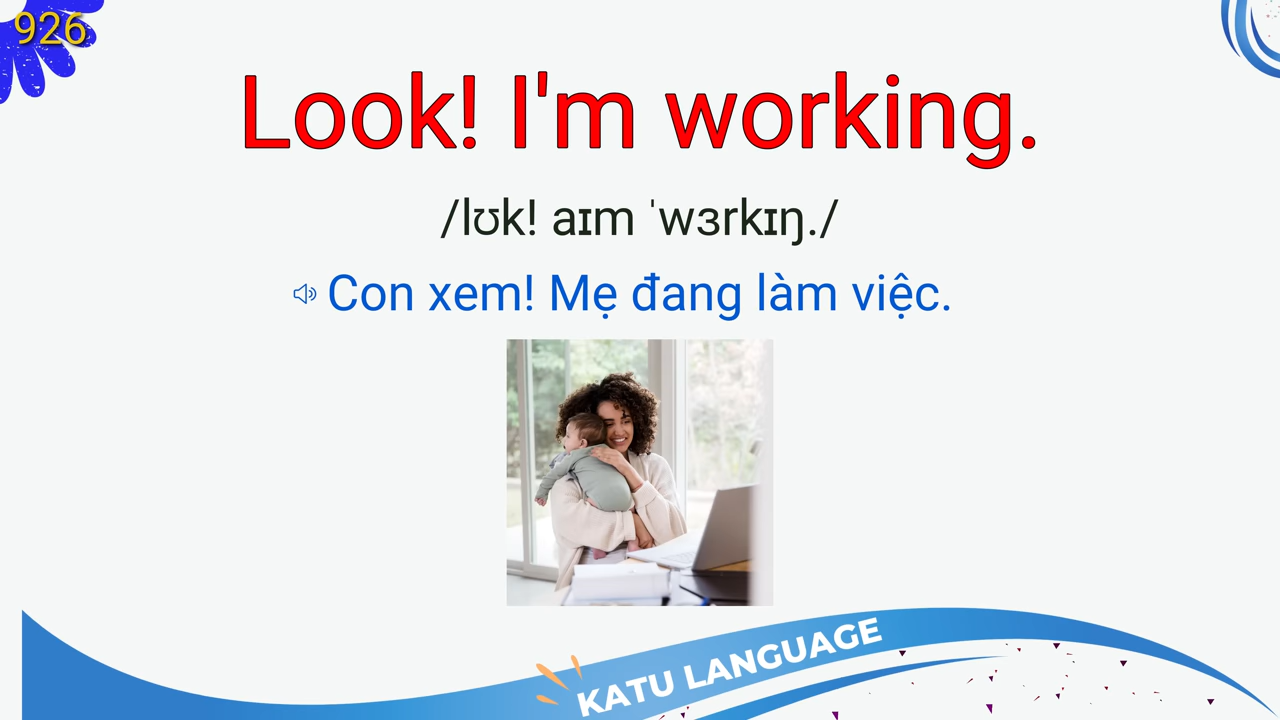 926
Look! I'm working.
/lʊk! aɪm ˈwɜrkɪŋ./
Con xem! Mẹ đang làm việc.
KATU LANGUAGE